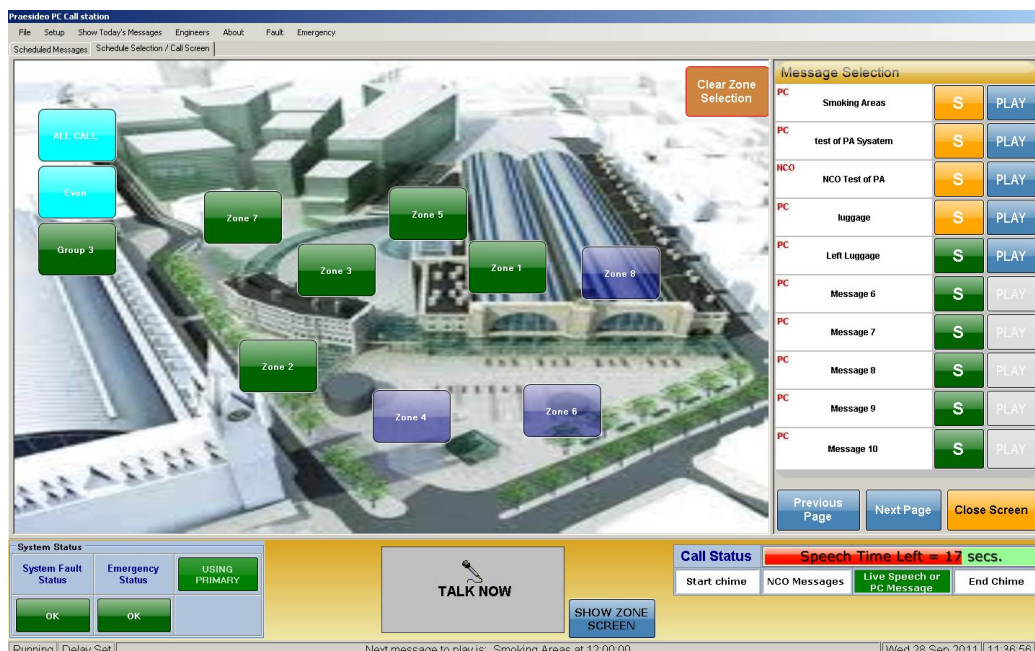 Praesideo PC Call station
File Setup Show Today's Messages Engineers About Fault Emergency
Scheduled Messages Schedule Selection / Call Screen
Clear Zone
Selection
ALL CALL
Even
Group 3
Zone 7
Zone 5
Zone 3
Zone 1
Zone 8
Zone 2
Zone 4
Zone 6
Message Selection
PC Smoking Areas S PLAY
PC test of PA Sysatem S PLAY
NCO NCO Test of PA S PLAY
PC luggage S PLAY
PC Left Luggage S PLAY
PC Message 6 S PLAY
PC Message 7 S PLAY
PC Message 8 S PLAY
PC Message 9 S PLAY
PC Message 10 S PLAY
Previous
Page
Next Page
Close Screen
System Status
System Fault
Status
Emergency
Status
USING
PRIMARY
OK
OK
TALK NOW
SHOW ZONE
SCREEN
Call Status Speech Time Left = 17 secs.
Start chime
NCO Messages
Live Speech or
PC Message
End Chime
Running Delay Set Next message to play is: Smoking Areas at 12:00:00 Wed 28 Sep 2011 11:36:56